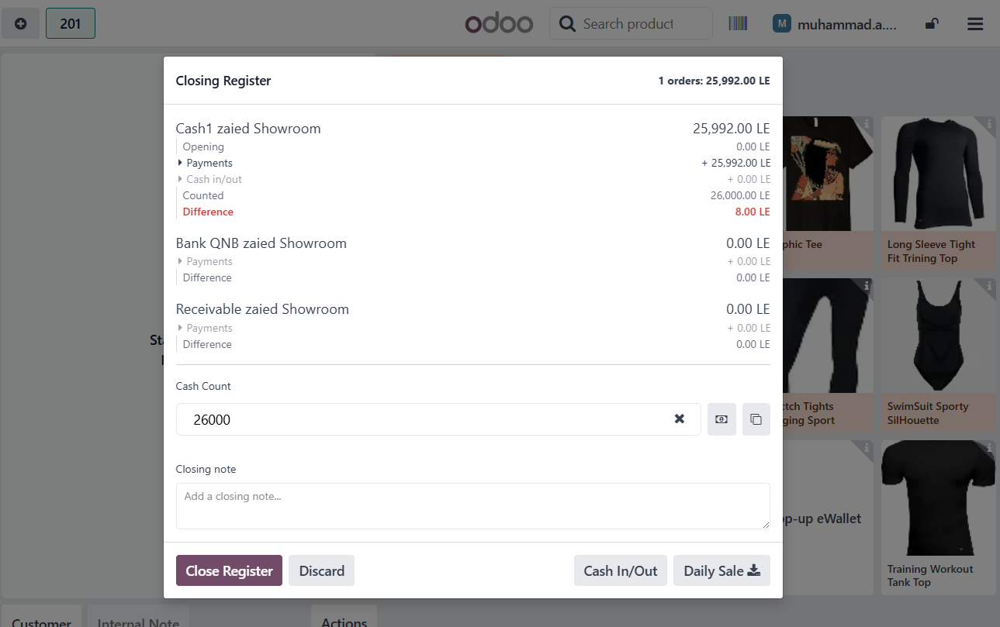 201
odoo
Search product
M
muhammad.a....
Closing Register
1 orders: 25,992.00 LE
Cash1 zaied Showroom 25,992.00 LE
Opening 0.00 LE
Payments + 25,992.00 LE
Cash in/out + 0.00 LE
Counted 26,000.00 LE
Difference 8.00 LE
Bank QNB zaied Showroom 0.00 LE
Payments + 0.00 LE
Difference 0.00 LE
Receivable zaied Showroom 0.00 LE
Payments + 0.00 LE
Difference 0.00 LE
Cash Count
26000
Closing note
Add a closing note...
Close Register
Discard
Cash In/Out
Daily Sale
phic Tee
Long Sleeve Tight
Fit Trining Top
tch Tights
ging Sport
SwimSuit Sporty
SilHouette
op-up eWallet
Training Workout
Tank Top
Customer
Internal Note
Actions